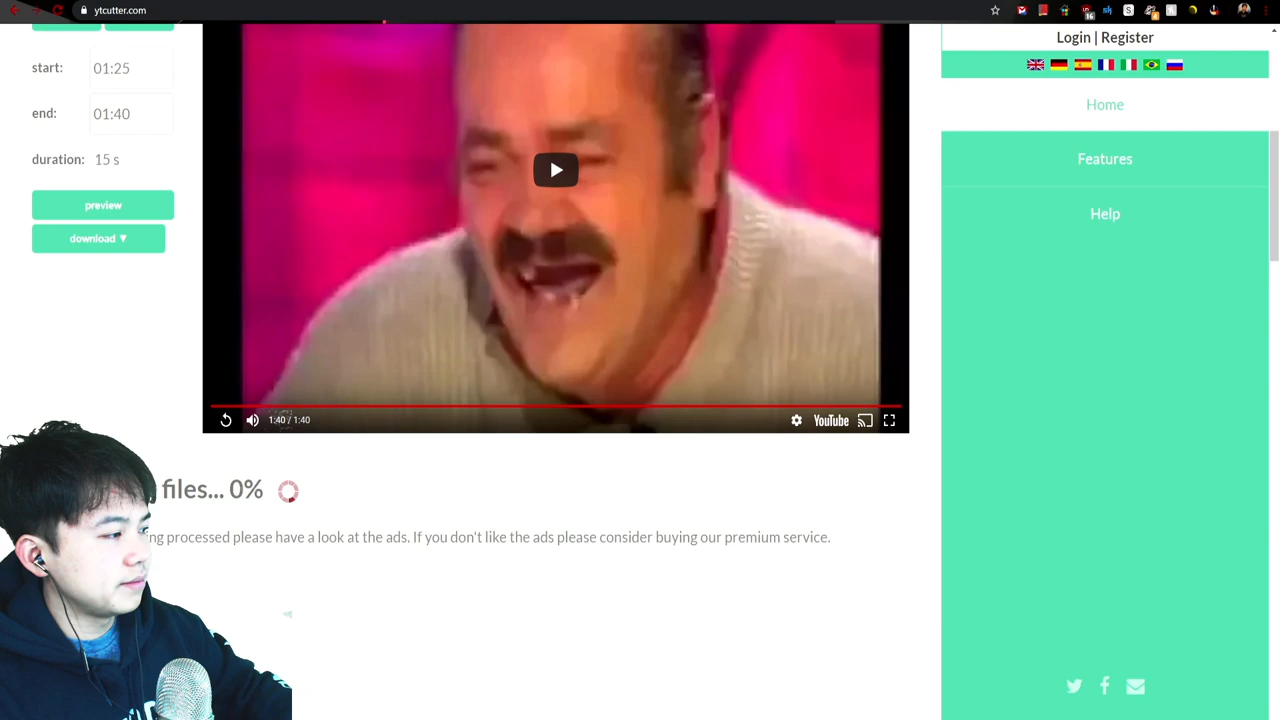 ytcutter.com
16
4
start:
01:25
end:
01:40
duration:
15 s
preview
download ▼
1:40 / 1:40
YouTube
files... 0%
ng processed please have a look at the ads. If you don't like the ads please consider buying our premium service.
Login | Register
Home
Features
Help